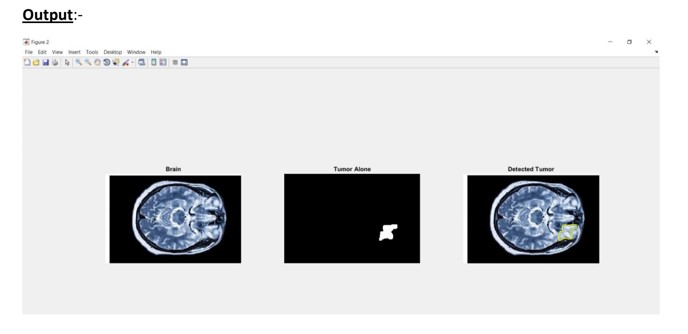 Output:-
Figure 2
File Edit View Insert Tools Desktop Window Help
Brain
Tumor Alone
Detected Tumor